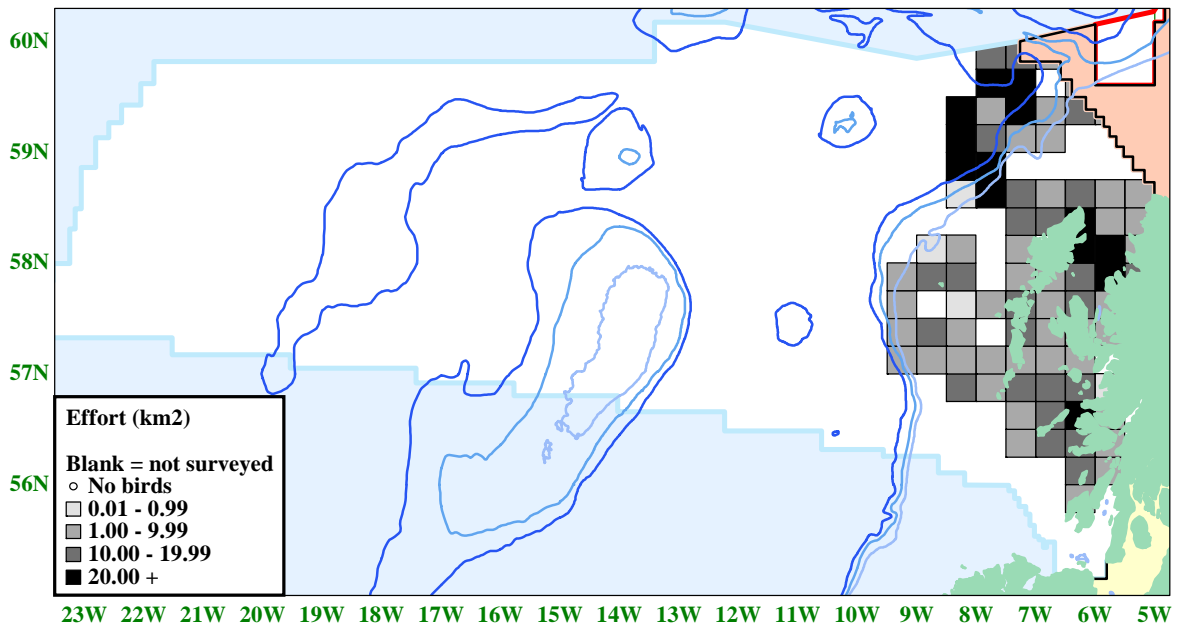 60N
59N
58N
57N
56N
Effort (km2)
Blank = not surveyed
No birds
0.01 - 0.99
1.00 - 9.99
10.00 - 19.99
20.00 +
23W 22W 21W 20W 19W 18W 17W 16W 15W 14W 13W 12W 11W 10W 9W 8W 7W 6W 5W